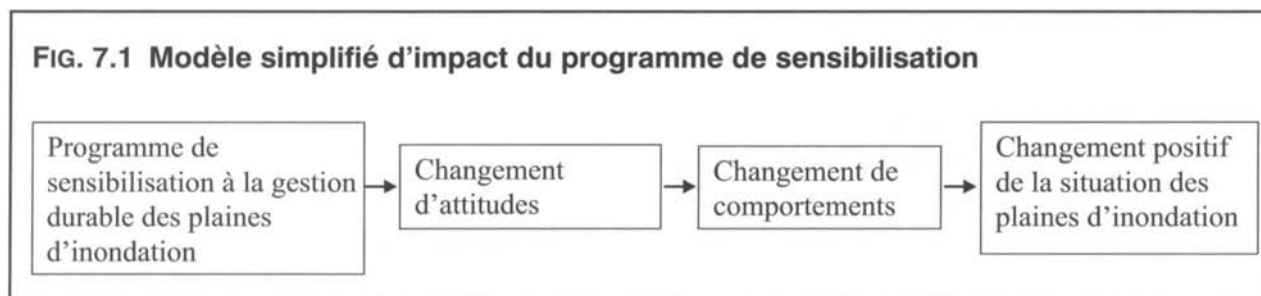 FIG. 7.1 Modèle simplifié d'impact du programme de sensibilisation
Programme de
sensibilisation à la gestion
durable des plaines
d'inondation
Changement
d'attitudes
Changement de
comportements
Changement positif
de la situation des
plaines d'inondation